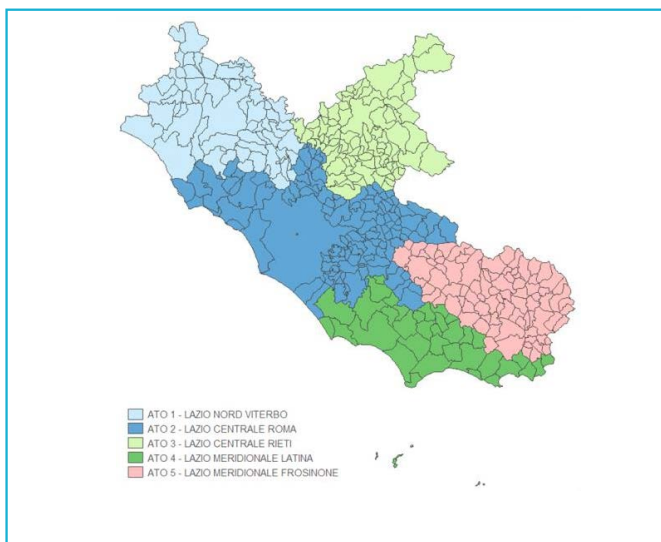 ATO 1 - LAZIO NORD VITERBO
ATO 2 - LAZIO CENTRALE ROMA
ATO 3 - LAZIO CENTRALE RIETI
ATO 4 - LAZIO MERIDIONALE LATINA
ATO 5 - LAZIO MERIDIONALE FROSINONE